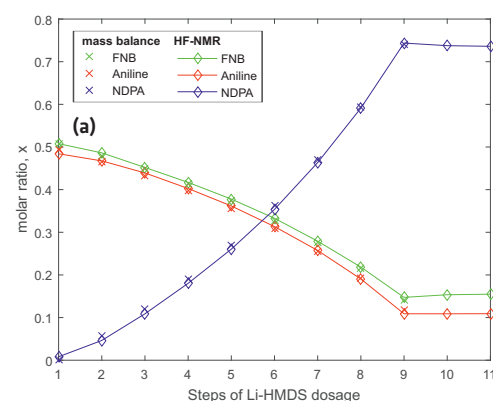 mass balance HF-NMR
FNB FNB
Aniline Aniline
NDPA NDPA
(a)
molar ratio, x
0.8
0.7
0.6
0.5
0.4
0.3
0.2
0.1
0
1 2 3 4 5 6 7 8 9 10 11
Steps of Li-HMDS dosage